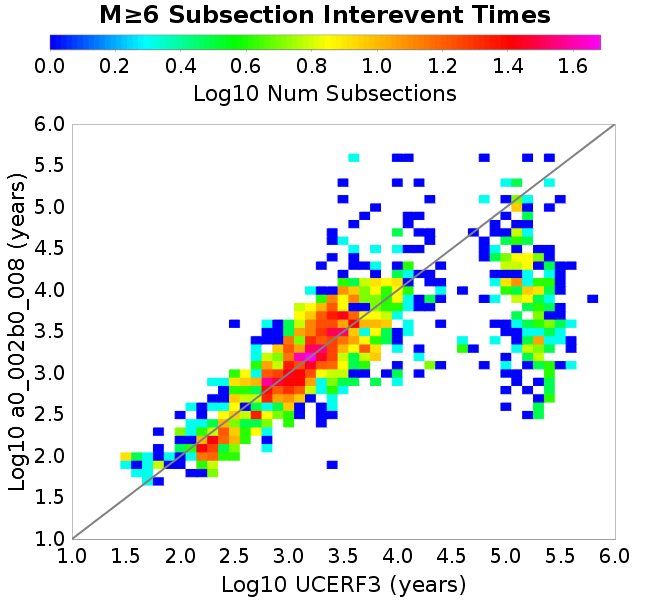 M≥6 Subsection Interevent Times
0.0 0.2 0.4 0.6 0.8 1.0 1.2 1.4 1.6
Log10 Num Subsections
6.0
5.5
5.0
4.5
4.0
3.5
3.0
2.5
2.0
1.5
1.0
Log10 a0_002b0_008 (years)
1.0 1.5 2.0 2.5 3.0 3.5 4.0 4.5 5.0 5.5 6.0
Log10 UCERF3 (years)